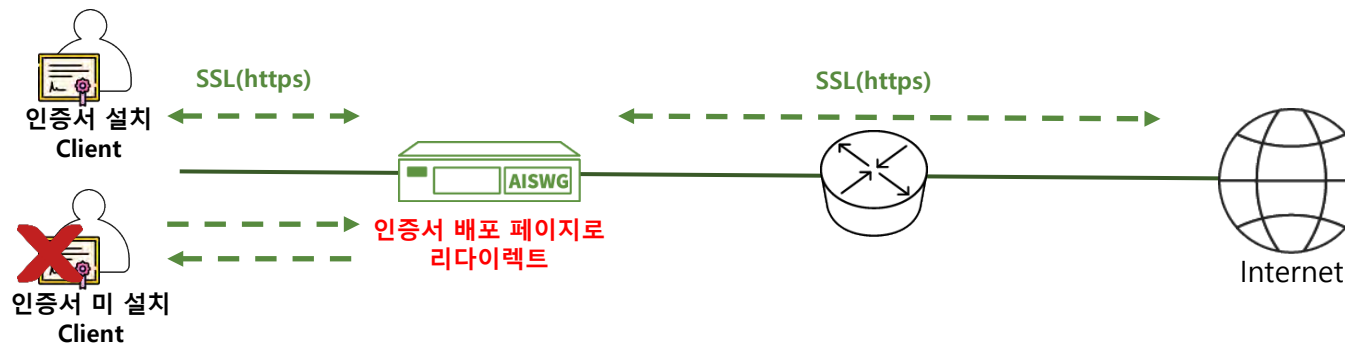 SSL(https)
SSL(https)
인증서 설치
Client
AISWG
인증서 배포 페이지로
리다이렉트
인증서 미 설치
Client
Internet